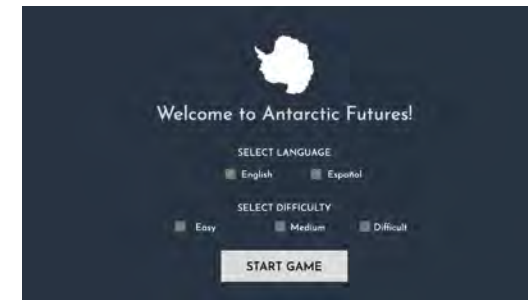 Welcome to Antarctic Futures!
SELECT LANGUAGE
English Español
SELECT DIFFICULTY
Easy Medium Difficult
START GAME